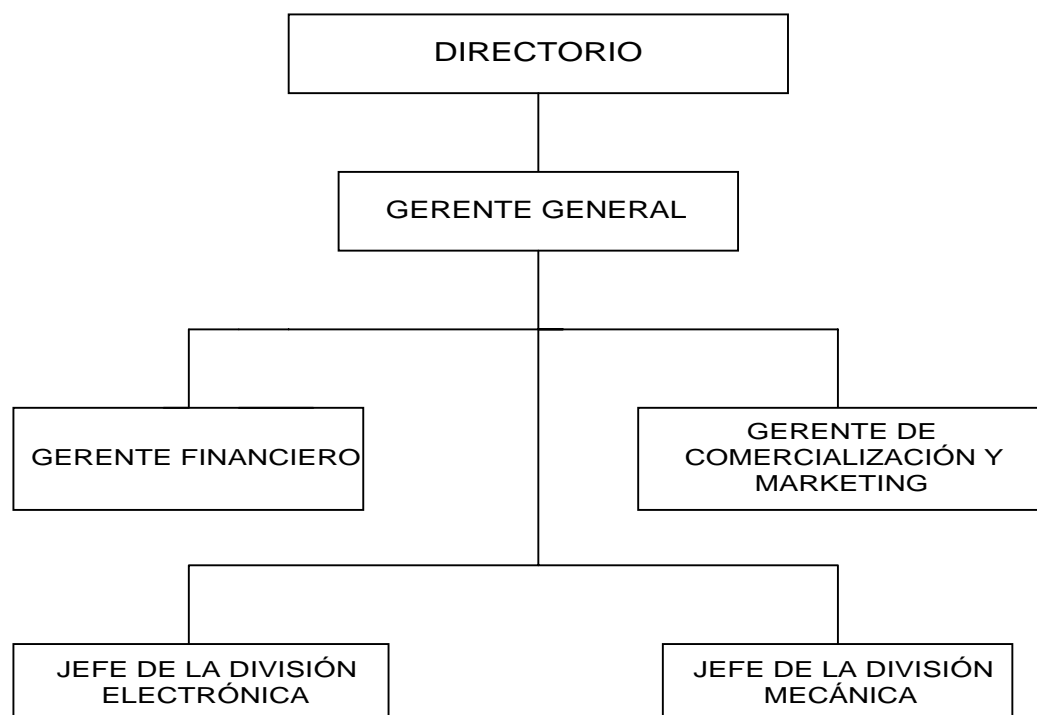 DIRECTORIO
GERENTE GENERAL
GERENTE FINANCIERO
GERENTE DE
COMERCIALIZACIÓN Y
MARKETING
JEFE DE LA DIVISIÓN
ELECTRÓNICA
JEFE DE LA DIVISIÓN
MECÁNICA